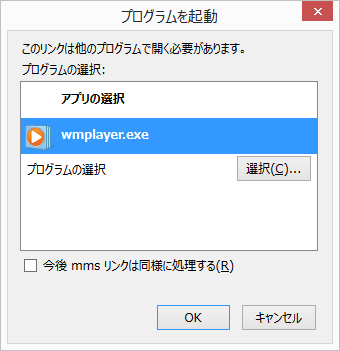 プログラムを起動
このリンクは他のプログラムで開く必要があります。
プログラムの選択:
アプリの選択
wmplayer.exe
プログラムの選択
選択(C)...
今後 mms リンクは同様に処理する(R)
OK
キャンセル